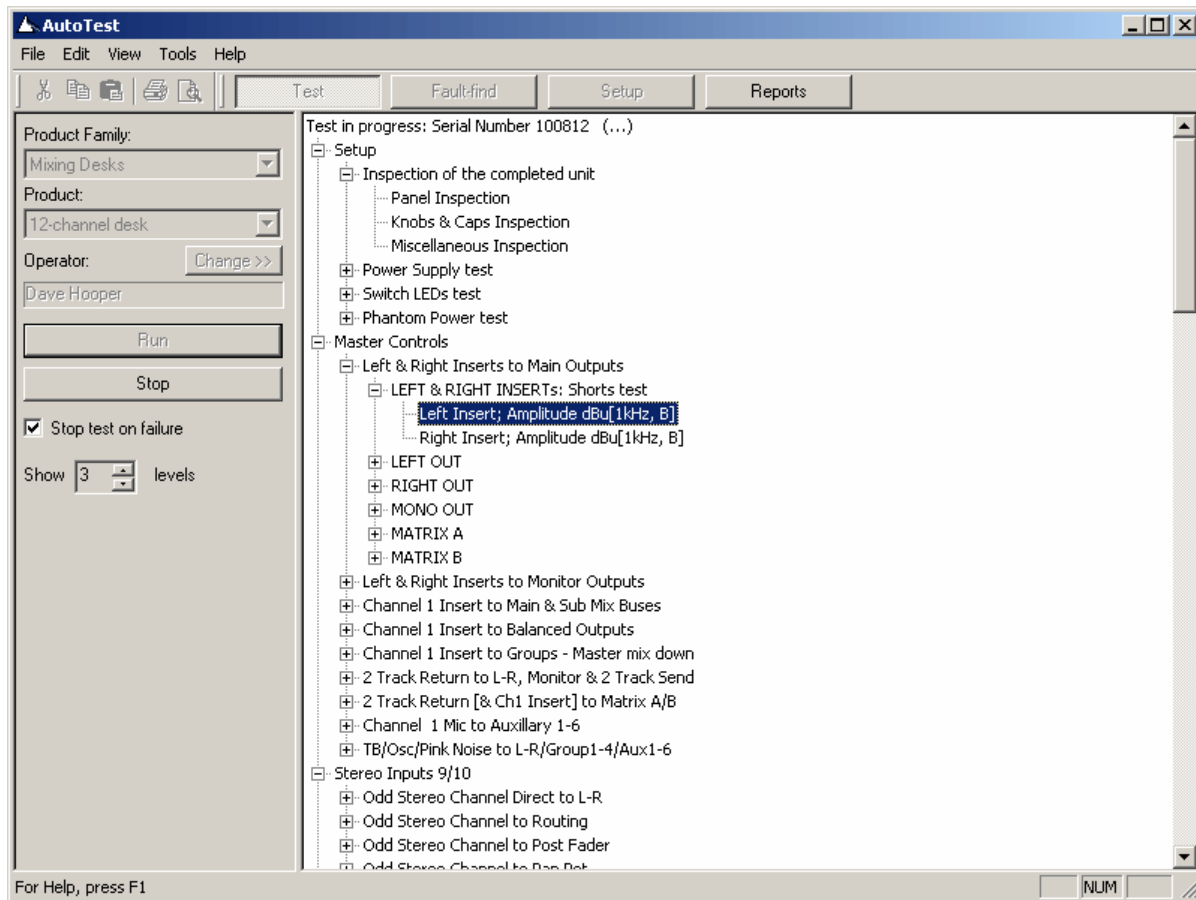 AutoTest
File Edit View Tools Help
Test Fault-find Setup Reports
Product Family:
Mixing Desks
Product:
12-channel desk
Operator: Change >>
Dave Hooper
Run
Stop
Stop test on failure
Show 3 levels
Test in progress: Serial Number 100812 (...)
Setup
Inspection of the completed unit
Panel Inspection
Knobs & Caps Inspection
Miscellaneous Inspection
Power Supply test
Switch LEDs test
Phantom Power test
Master Controls
Left & Right Inserts to Main Outputs
LEFT & RIGHT INSERTs: Shorts test
Left Insert; Amplitude dBu[1kHz, B]
Right Insert; Amplitude dBu[1kHz, B]
LEFT OUT
RIGHT OUT
MONO OUT
MATRIX A
MATRIX B
Left & Right Inserts to Monitor Outputs
Channel 1 Insert to Main & Sub Mix Buses
Channel 1 Insert to Balanced Outputs
Channel 1 Insert to Groups - Master mix down
2 Track Return to L-R, Monitor & 2 Track Send
2 Track Return [& Ch1 Insert] to Matrix A/B
Channel 1 Mic to Auxillary 1-6
TB/Osc/Pink Noise to L-R/Group1-4/Aux1-6
Stereo Inputs 9/10
Odd Stereo Channel Direct to L-R
Odd Stereo Channel to Routing
Odd Stereo Channel to Post Fader
Odd Stereo Channel to Pan Pot
For Help, press F1
NUM